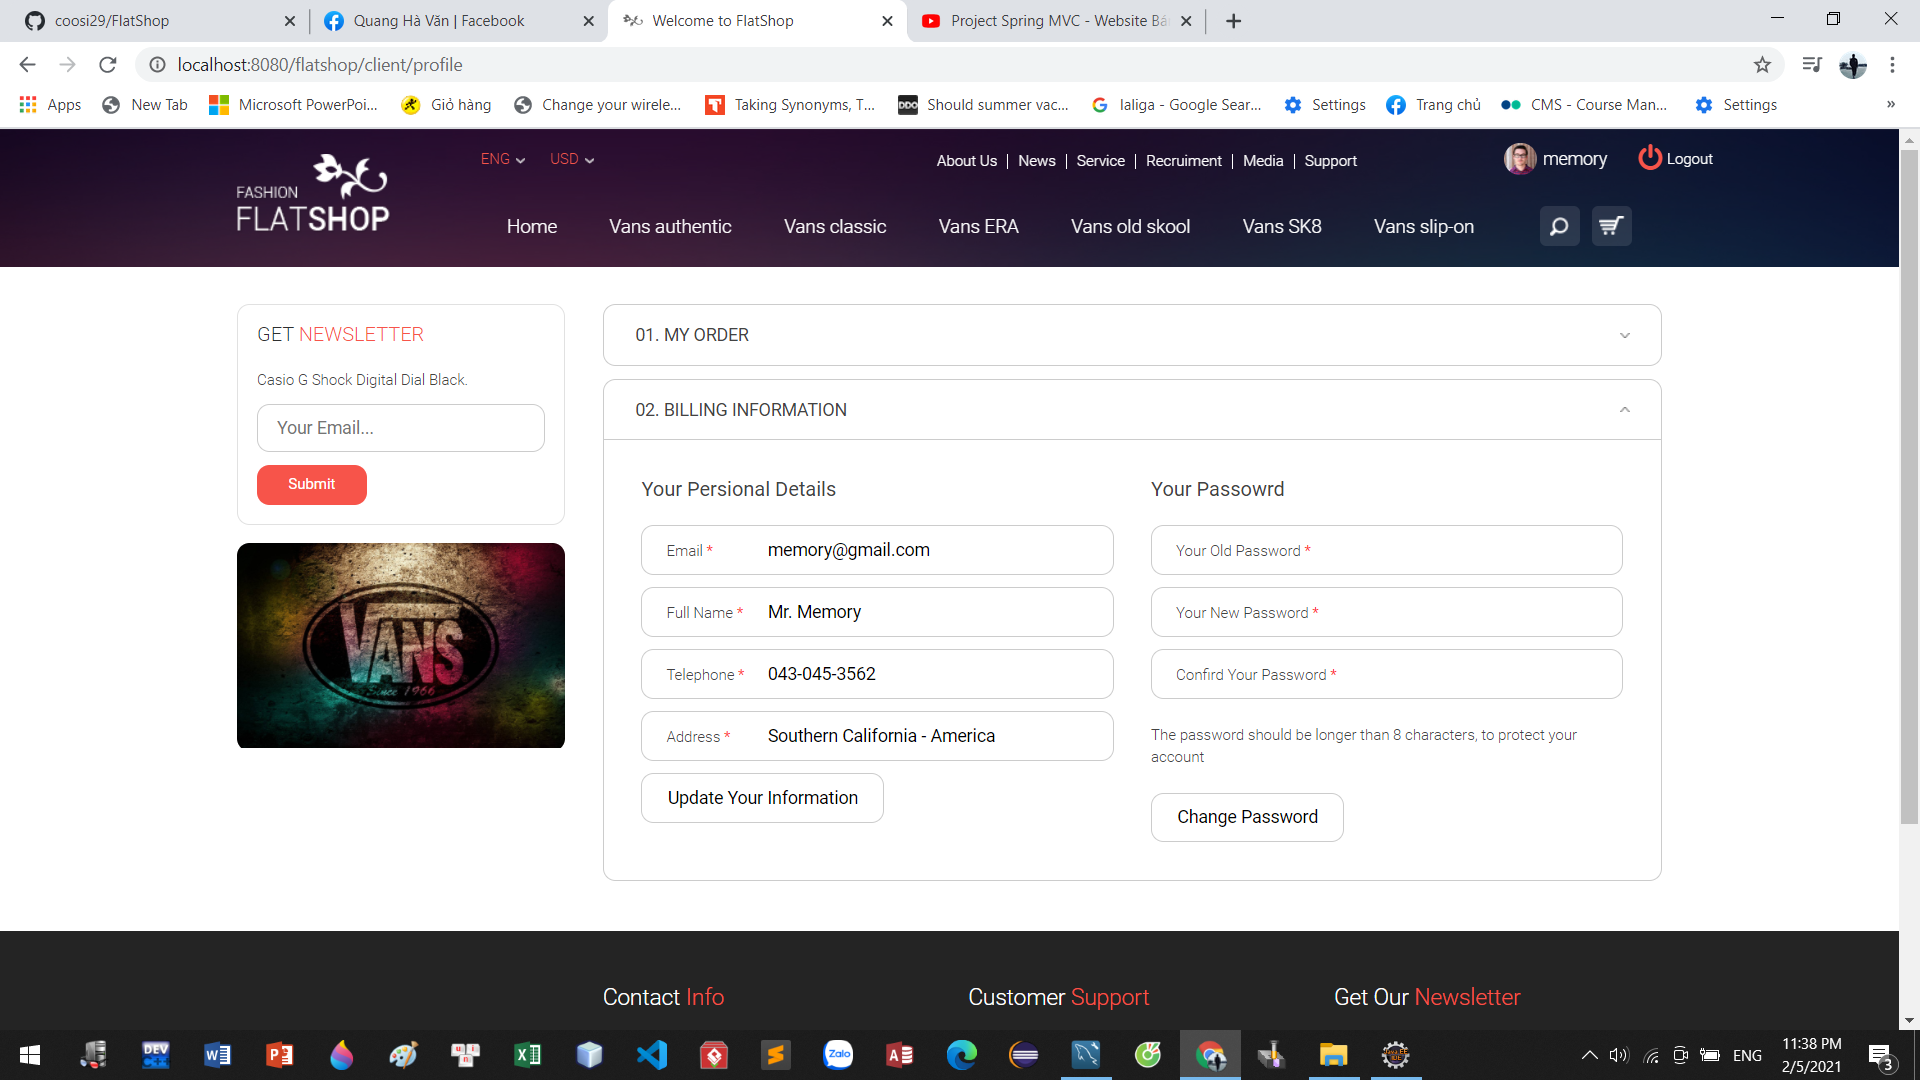 coosi29/FlatShop
Quang Hà Văn | Facebook
Welcome to FlatShop
Project Spring MVC - Website Bá
localhost:8080/flatshop/client/profile
Apps
New Tab
Microsoft PowerPoi...
Giỏ hàng
Change your wirele...
Taking Synonyms, T...
Should summer vac...
laliga - Google Sear...
Settings
Trang chủ
CMS - Course Man...
Settings
»
FASHION
FLATSHOP
ENG
USD
About Us | News | Service | Recruiment | Media | Support
memory
Logout
Home
Vans authentic
Vans classic
Vans ERA
Vans old skool
Vans SK8
Vans slip-on
GET NEWSLETTER
Casio G Shock Digital Dial Black.
Your Email...
Submit
VANS
Since 1966
01. MY ORDER
02. BILLING INFORMATION
Your Persional Details
Email * memory@gmail.com
Full Name * Mr. Memory
Telephone * 043-045-3562
Address * Southern California - America
Update Your Information
Your Passowrd
Your Old Password *
Your New Password *
Confird Your Password *
The password should be longer than 8 characters, to protect your
account
Change Password
Contact Info
Customer Support
Get Our Newsletter
DEV
C++
Zalo
ENG
11:38 PM
2/5/2021
3